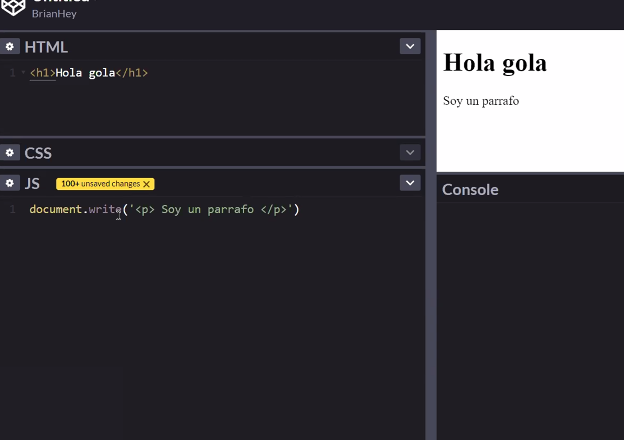 Untitled
BrianHey
HTML
1 <h1>Hola gola</h1>
CSS
JS 100+ unsaved changes X
1 document.write('<p> Soy un parrafo </p>')
Hola gola
Soy un parrafo
Console